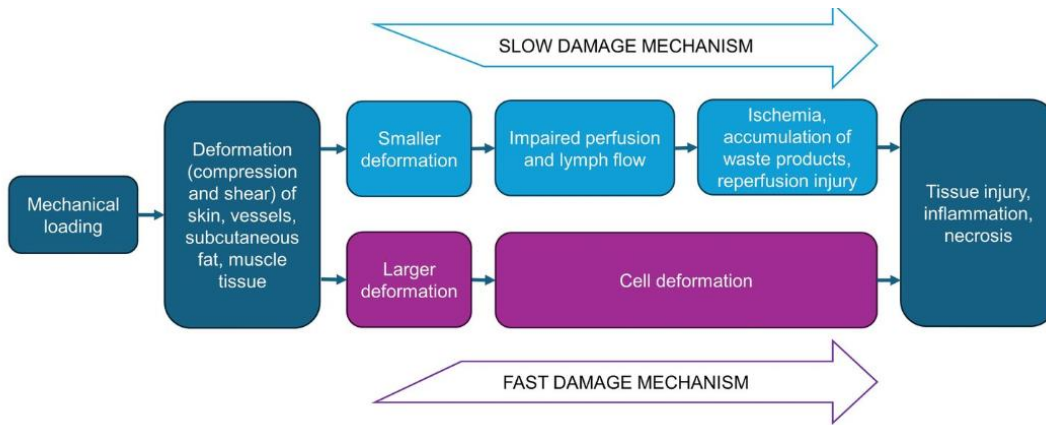 SLOW DAMAGE MECHANISM
Mechanical
loading
Deformation
(compression
and shear) of
skin, vessels,
subcutaneous
fat, muscle
tissue
Smaller
deformation
Impaired perfusion
and lymph flow
Ischemia,
accumulation of
waste products,
reperfusion injury
Larger
deformation
Cell deformation
Tissue injury,
inflammation,
necrosis
FAST DAMAGE MECHANISM